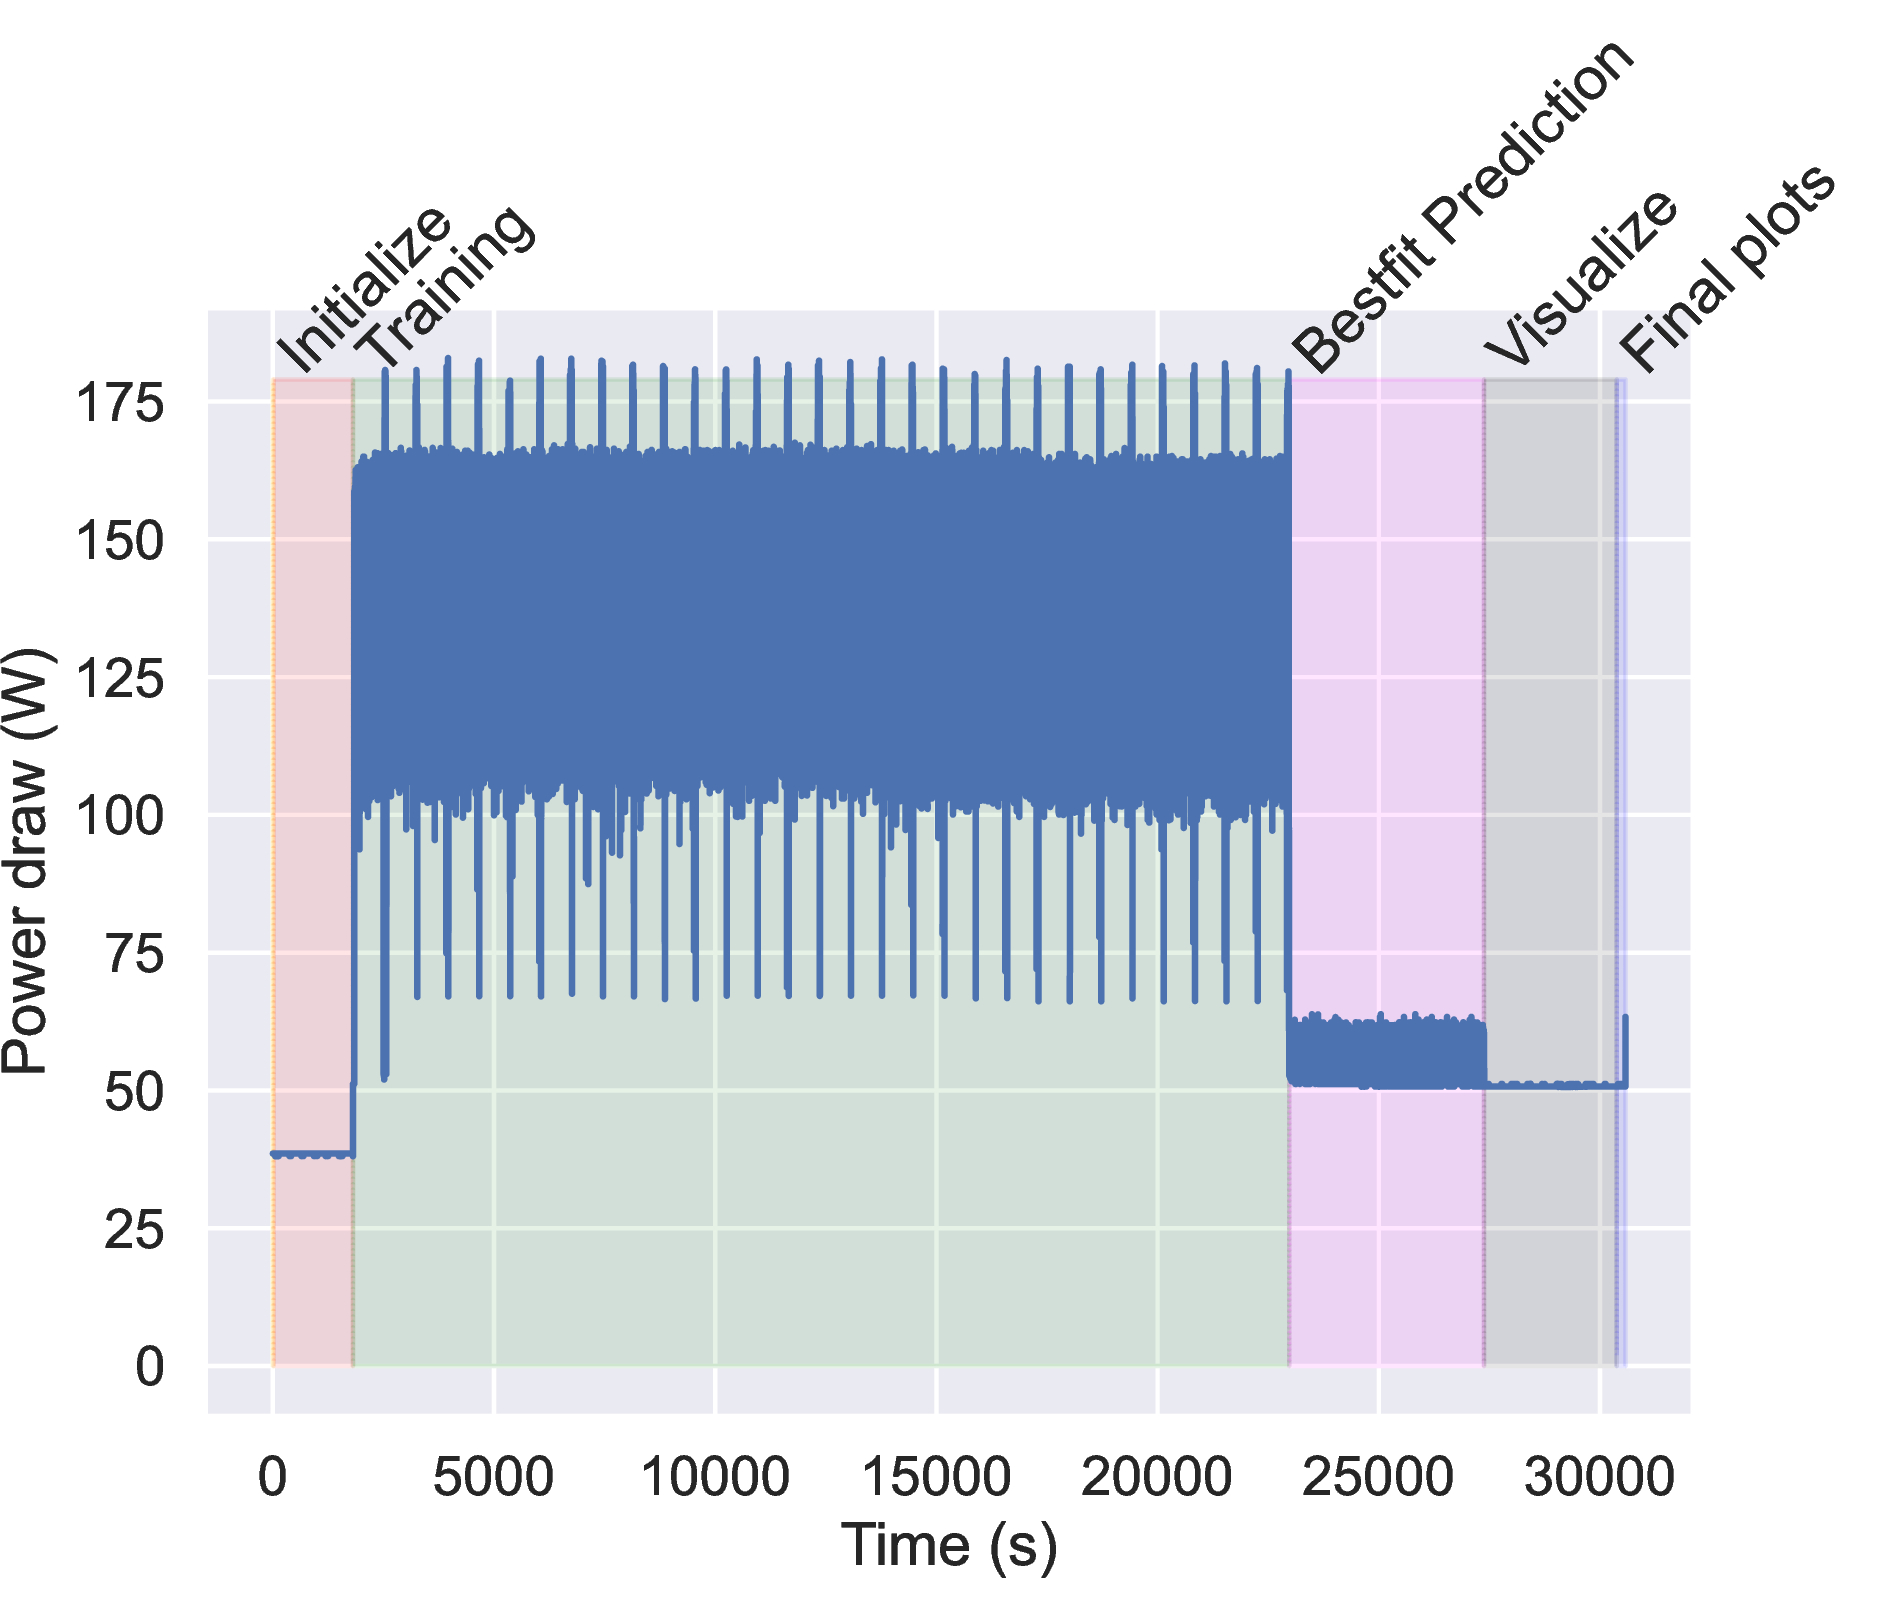 Initialize
Training
Bestfit Prediction
Visualize
Final plots
Power draw (W)
175
150
125
100
75
50
25
0
0 5000 10000 15000 20000 25000 30000
Time (s)